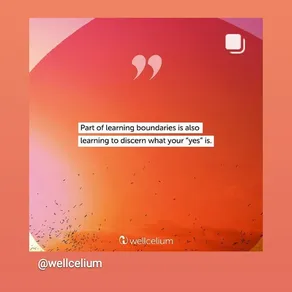 ”
Part of learning boundaries is also
learning to discern what your "yes" is.
wellcelium
@wellcelium